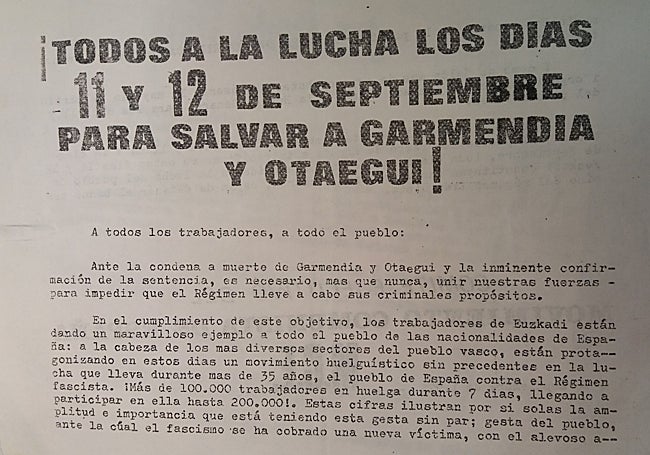 ¡TODOS A LA LUCHA LOS DIAS
11 Y 12 DE SEPTIEMBRE
PARA SALVAR A GARMENDIA
Y OTAEGUI!
A todos los trabajadores, a todo el pueblo:
Ante la condena a muerte de Garmendia y Otaegui y la inminente confir-
mación de la sentencia, es necesario, mas que nunca, unir nuestras fuerzas -
para impedir que el Régimen lleve a cabo sus criminales propósitos.
En el cumplimiento de este objetivo, los trabajadores de Euzkadi están
dando un maravilloso ejemplo a todo el pueblo de las nacionalidades de Espa-
ña: a la cabeza de los mas diversos sectores del pueblo vasco, están prota--
gonizando en estos dias un movimiento huelguístico sin precedentes en la lu-
cha que lleva durante mas de 35 años, el pueblo de España contra el Régimen
fascista. ¡Más de 100.000 trabajadores en huelga durante 7 dias, llegando a
participar en ella hasta 200.000!. Estas cifras ilustran por si solas la am-
plitud e importancia que está teniendo esta gesta sin par; gesta del pueblo,
ante la cúal el fascismo se ha cobrado una nueva víctima, con el alevoso a--